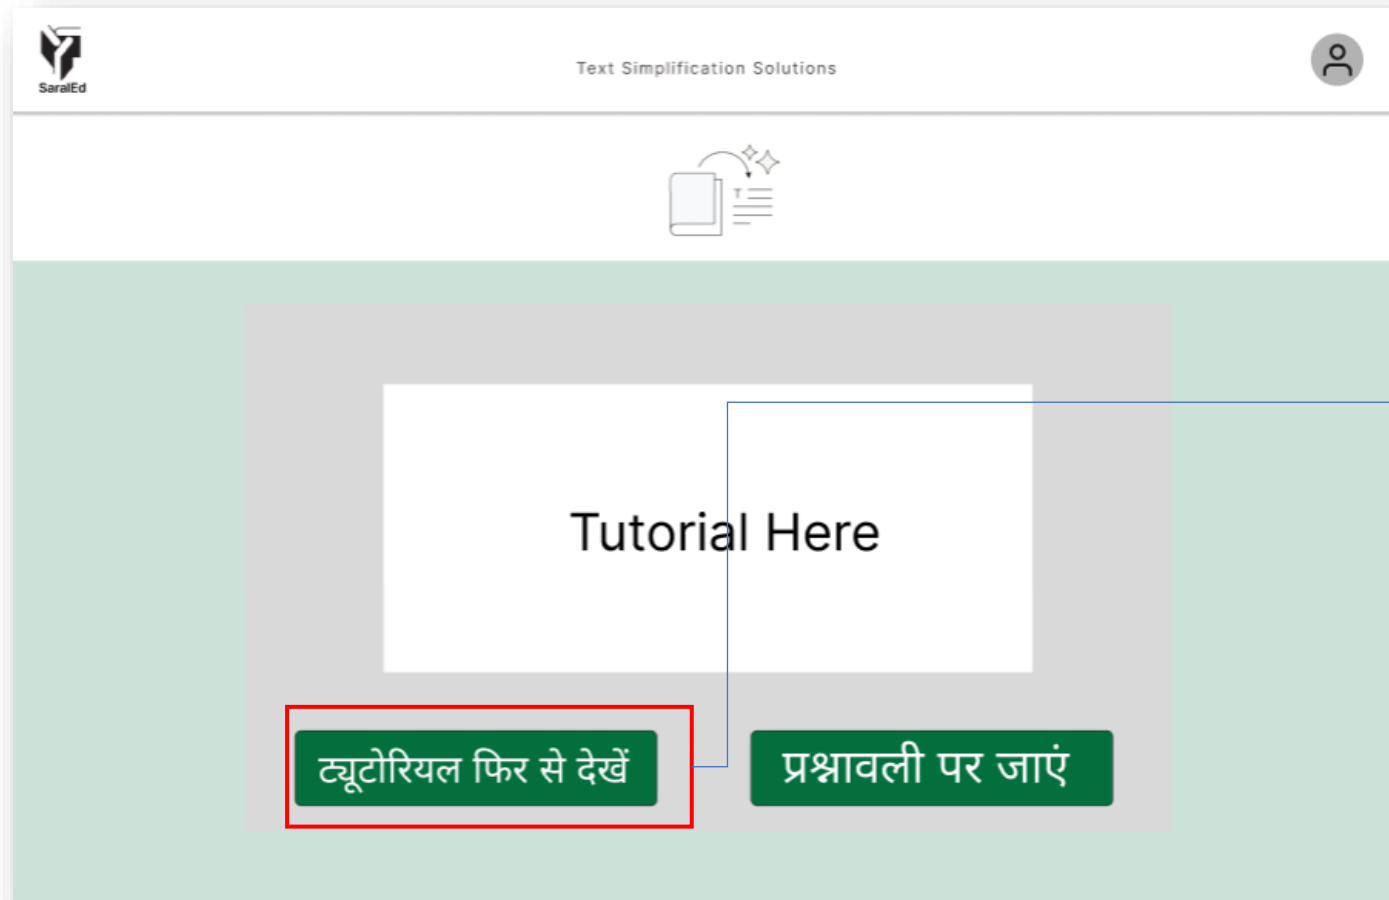 SaralEd
Text Simplification Solutions
T
Tutorial Here
ट्यूटोरियल फिर से देखें
प्रश्नावली पर जाएं